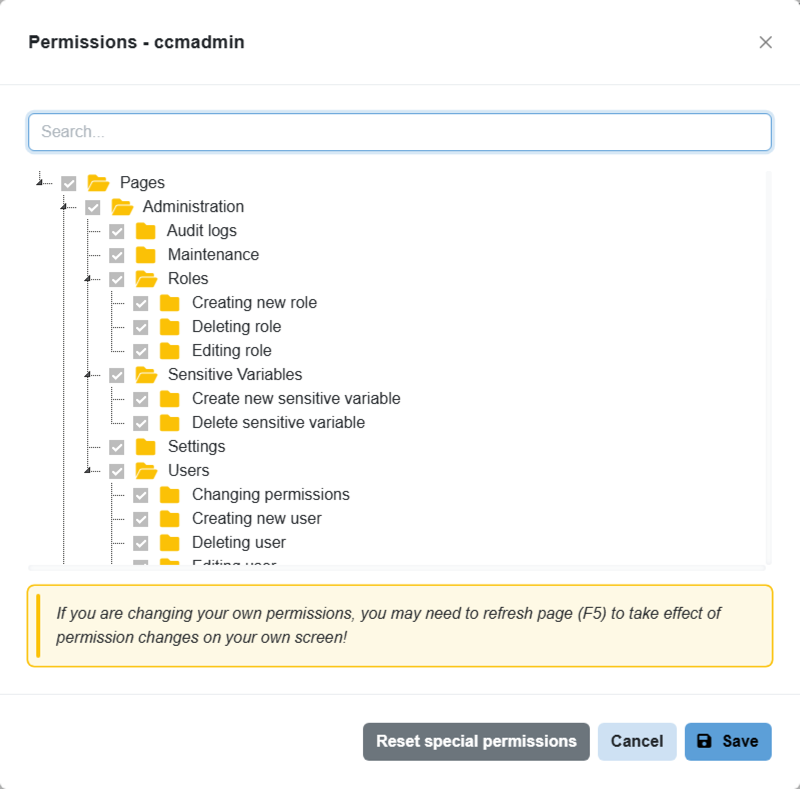 Permissions - ccmadmin
Search...
Pages
Administration
Audit logs
Maintenance
Roles
Creating new role
Deleting role
Editing role
Sensitive Variables
Create new sensitive variable
Delete sensitive variable
Settings
Users
Changing permissions
Creating new user
Deleting user
Editing user
If you are changing your own permissions, you may need to refresh page (F5) to take effect of
permission changes on your own screen!
Reset special permissions
Cancel
Save